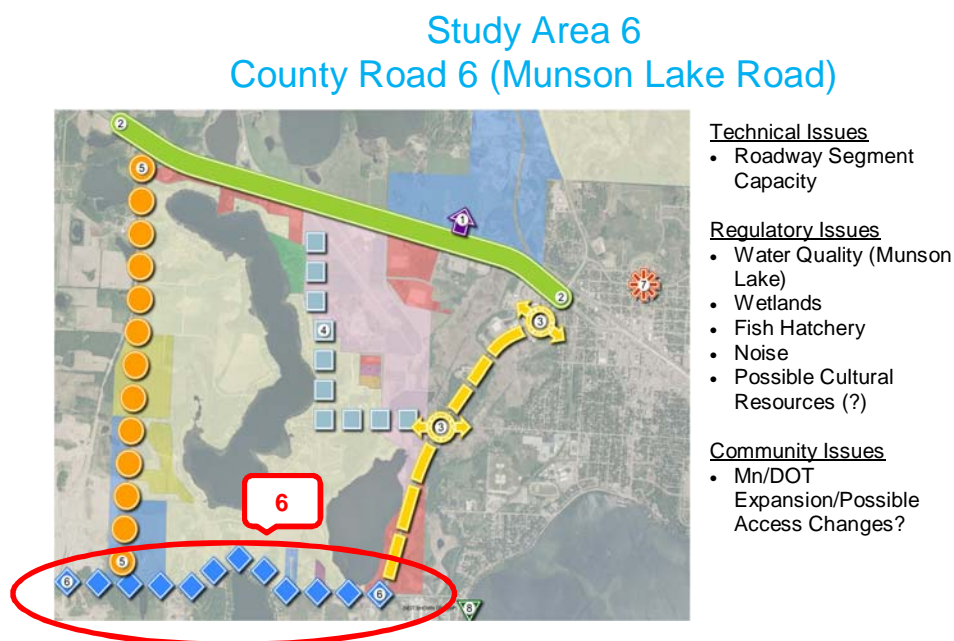 Study Area 6
County Road 6 (Munson Lake Road)
2
5
1
7
2
3
4
3
6
5
6
6
8
Technical Issues
• Roadway Segment
Capacity
Regulatory Issues
• Water Quality (Munson
Lake)
• Wetlands
• Fish Hatchery
• Noise
• Possible Cultural
Resources (?)
Community Issues
• Mn/DOT
Expansion/Possible
Access Changes?